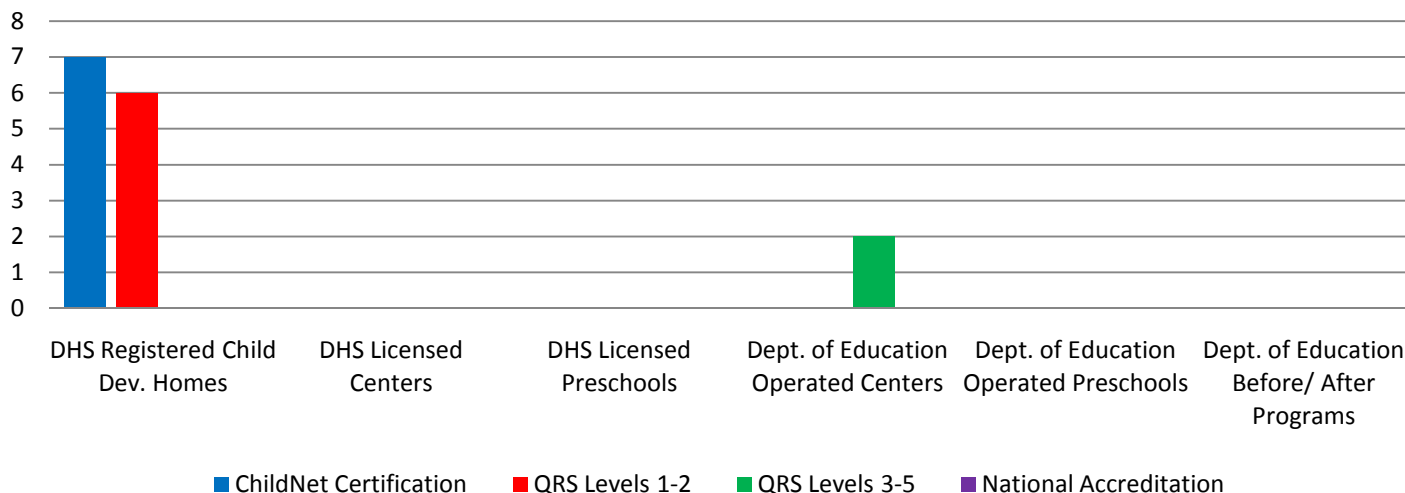 8
7
6
5
4
3
2
1
0
DHS Registered Child
Dev. Homes
DHS Licensed
Centers
DHS Licensed
Preschools
Dept. of Education
Operated Centers
Dept. of Education
Operated Preschools
Dept. of Education
Before/ After
Programs
ChildNet Certification
QRS Levels 1-2
QRS Levels 3-5
National Accreditation